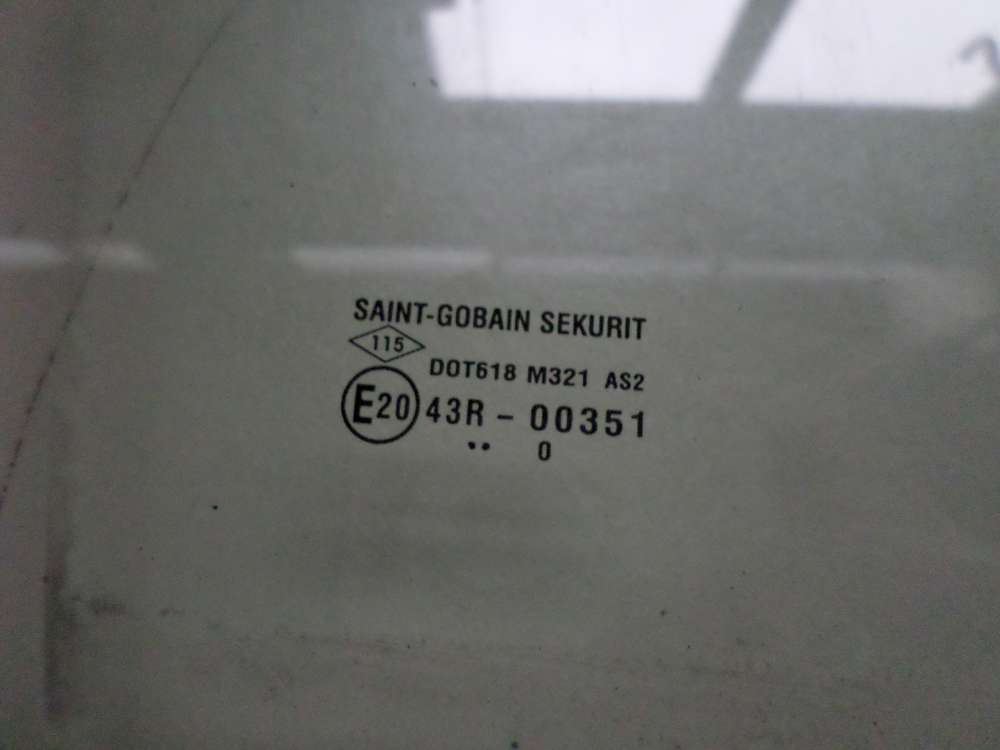 SAINT-GOBAIN SEKURIT
115
DOT618 M321 AS2
E20 43R - 00351
.. 0